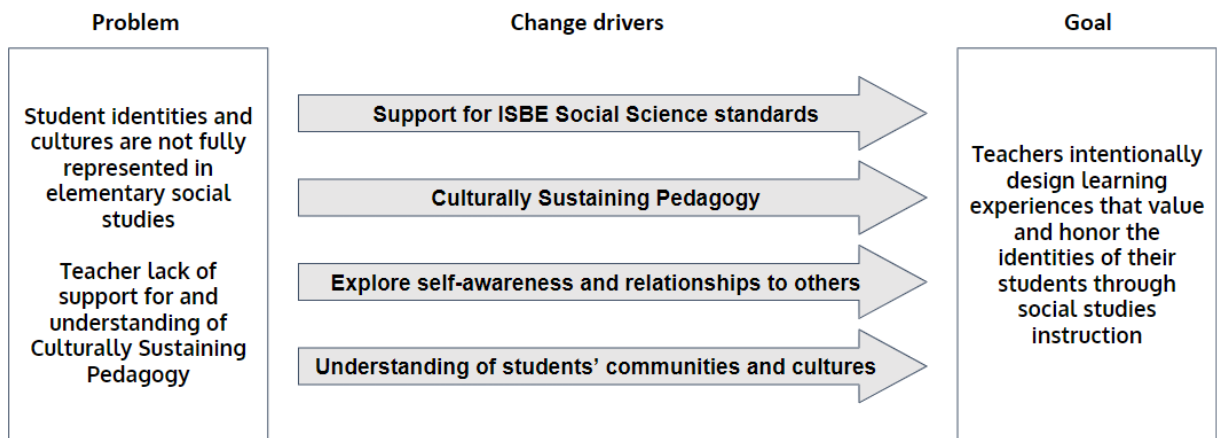 Problem
Change drivers
Goal
Student identities and
cultures are not fully
represented in
elementary social
studies
Teacher lack of
support for and
understanding of
Culturally Sustaining
Pedagogy
Support for ISBE Social Science standards
Culturally Sustaining Pedagogy
Explore self-awareness and relationships to others
Understanding of students’ communities and cultures
Teachers intentionally
design learning
experiences that value
and honor the
identities of their
students through
social studies
instruction